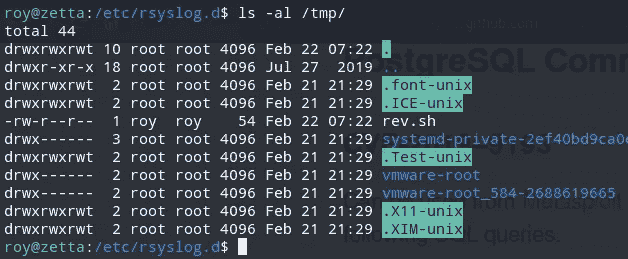 roy@zetta:/etc/rsyslog.d$ ls -al /tmp/
total 44
drwxrwxrwt 10 root root 4096 Feb 22 07:22 .
drwxr-xr-x 18 root root 4096 Jul 27  2019 ..
drwxrwxrwt  2 root root 4096 Feb 21 21:29 .font-unix
drwxrwxrwt  2 root root 4096 Feb 21 21:29 .ICE-unix
-rw-r--r--  1 roy  roy    54 Feb 22 07:22 rev.sh
drwx------  3 root root 4096 Feb 21 21:29 systemd-private-2ef40bd9ca0e
drwxrwxrwt  2 root root 4096 Feb 21 21:29 .Test-unix
drwx------  2 root root 4096 Feb 21 21:29 vmware-root
drwx------  2 root root 4096 Feb 21 21:29 vmware-root_584-2688619665
drwxrwxrwt  2 root root 4096 Feb 21 21:29 .X11-unix
drwxrwxrwt  2 root root 4096 Feb 21 21:29 .XIM-unix
roy@zetta:/etc/rsyslog.d$